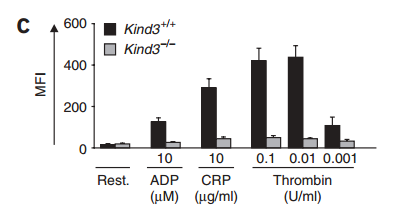 C
600
400
200
0
MFI
Kind3+/+
Kind3−/−
10 10 0.1 0.01 0.001
Rest. ADP CRP Thrombin
(μM) (μg/ml) (U/ml)